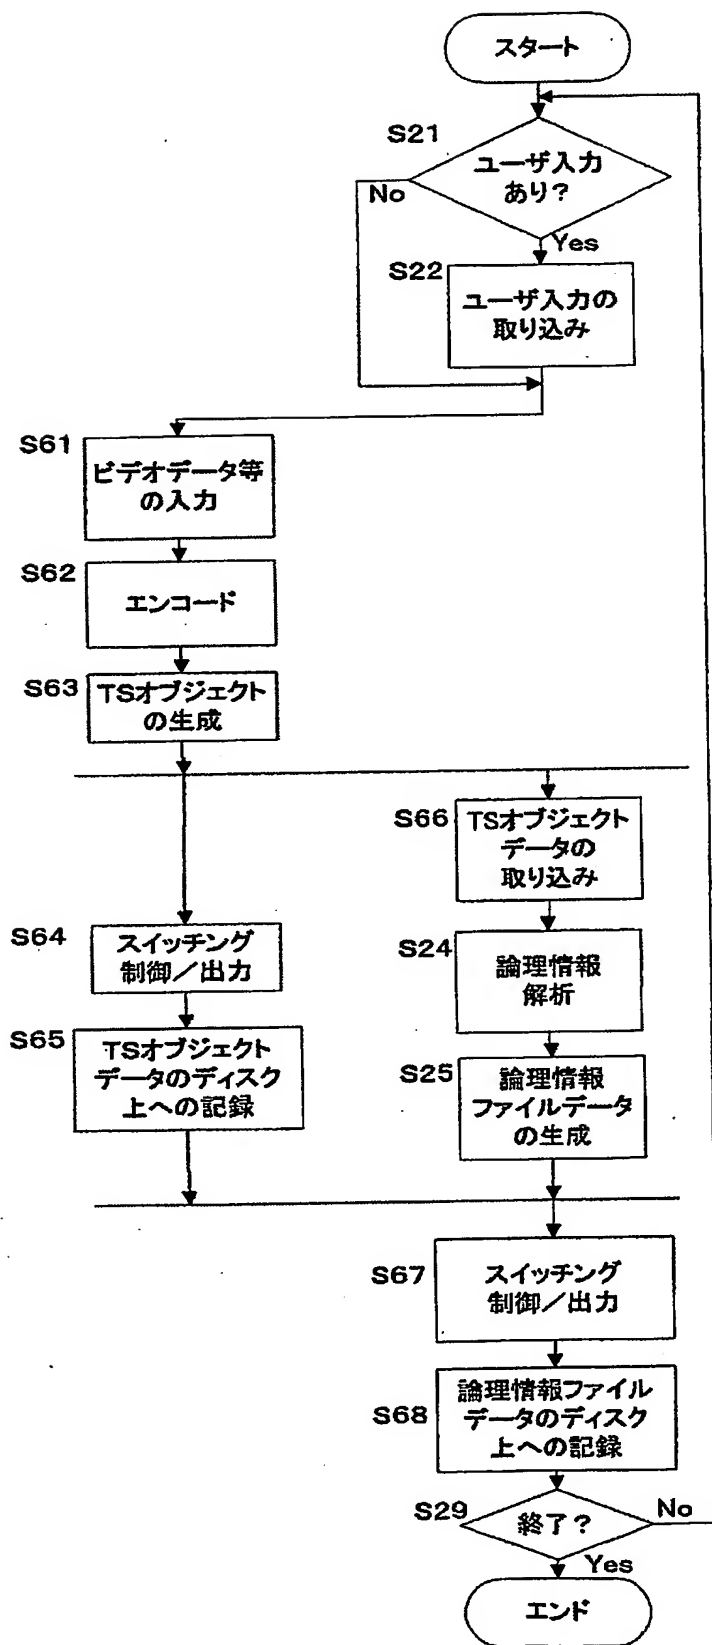 スタート
S21
ユーザ入力
あり?
No
Yes
S22
ユーザ入力の
取り込み
S61
ビデオデータ等
の入力
S62
エンコード
S63
TSオブジェクト
の生成
S66
TSオブジェクト
データの
取り込み
S64
スイッチング
制御/出力
S24
論理情報
解析
S65
TSオブジェクト
データのディスク
上への記録
S25
論理情報
ファイルデータ
の生成
S67
スイッチング
制御/出力
S68
論理情報ファイル
データのディスク
上への記録
S29
終了?
No
Yes
エンド